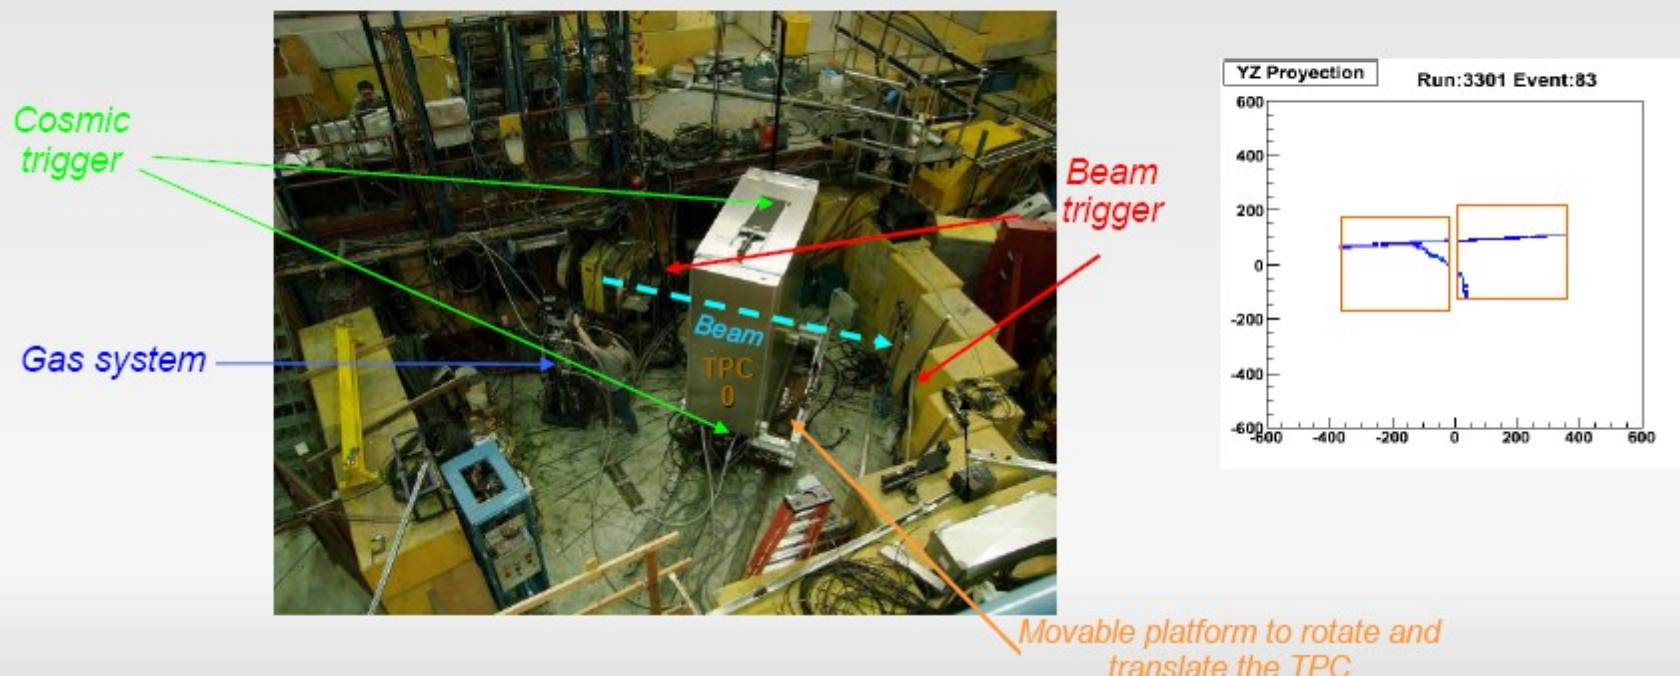 Cosmic
trigger
Gas system
Beam
TPC
0
Beam
trigger
Movable platform to rotate and
translate the TPC
YZ Proyection
Run:3301 Event:83
600
400
200
0
-200
-400
-600
-600 -400 -200 0 200 400 600